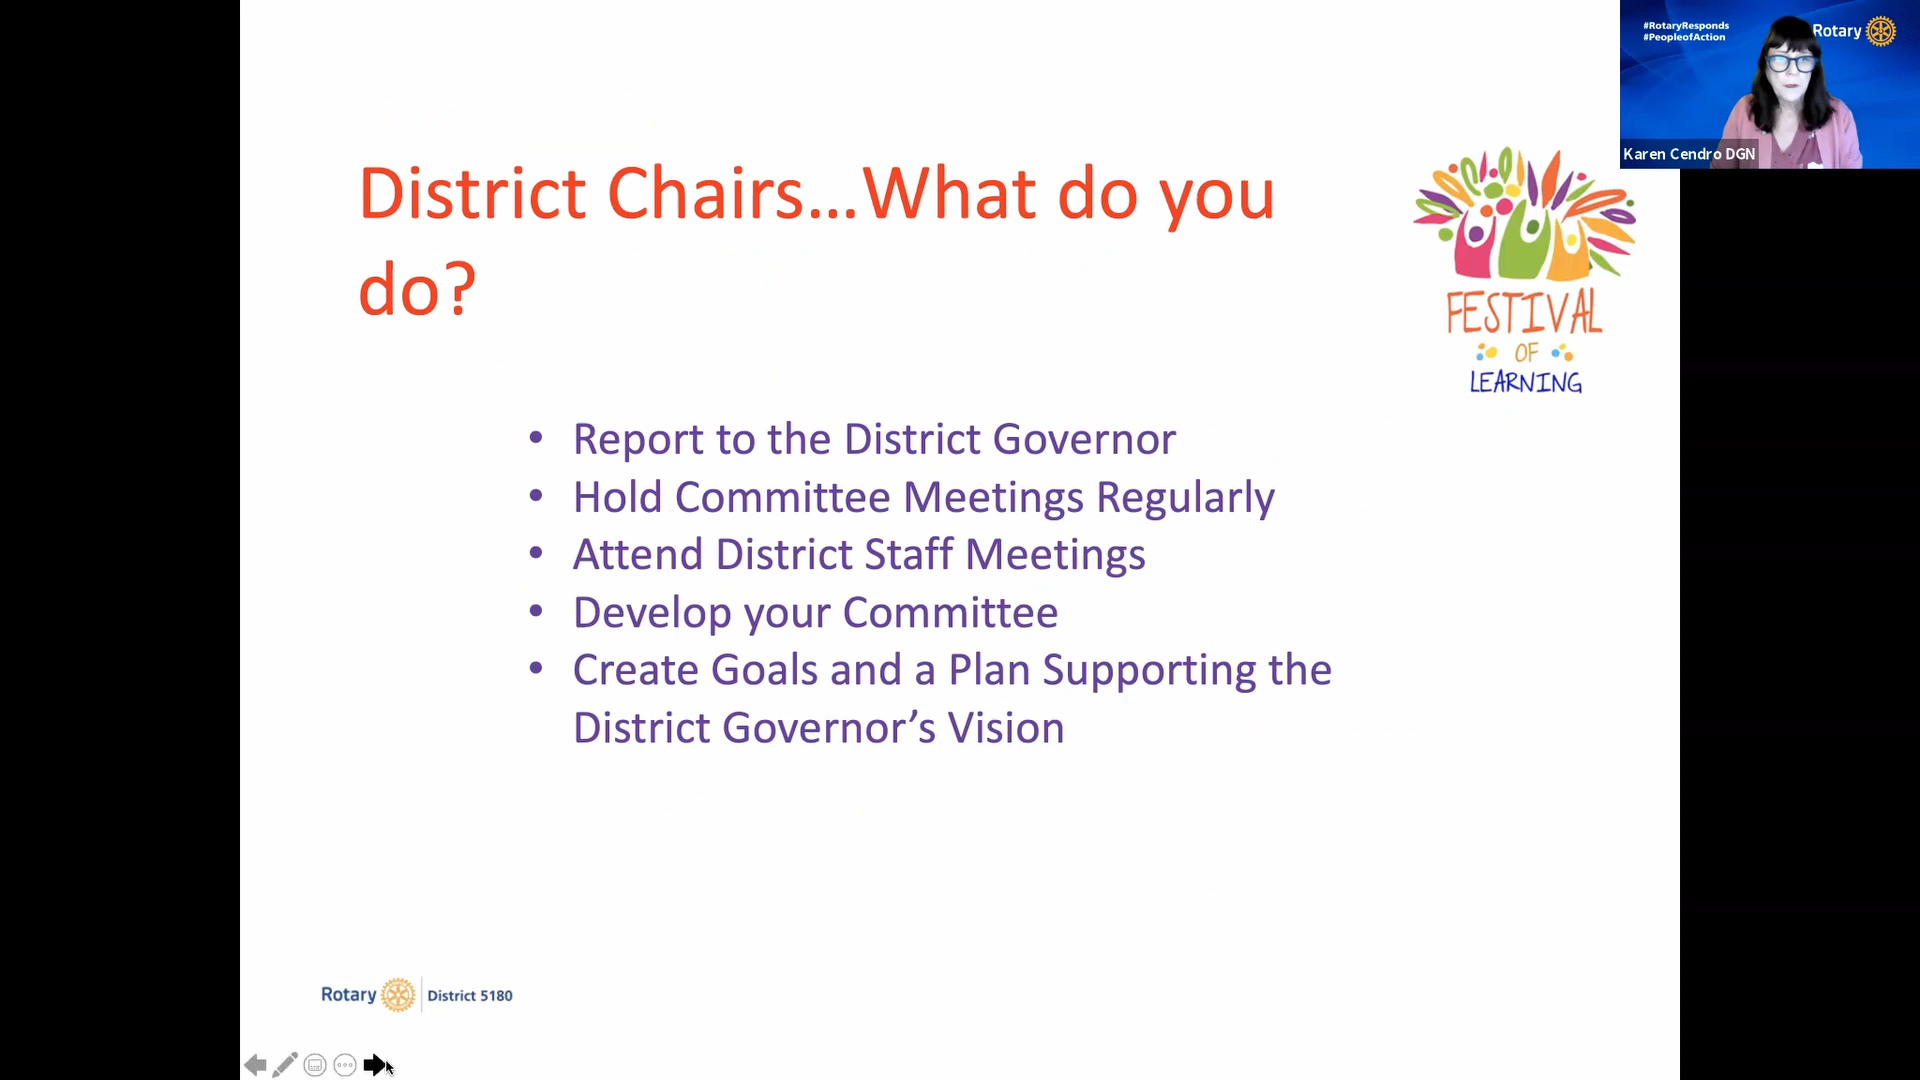 #RotaryResponds
#PeopleofAction
Rotary
Karen Cendro DGN
District Chairs...What do you
do?
FESTIVAL
OF
LEARNING
• Report to the District Governor
• Hold Committee Meetings Regularly
• Attend District Staff Meetings
• Develop your Committee
• Create Goals and a Plan Supporting the
District Governor’s Vision
Rotary | District 5180